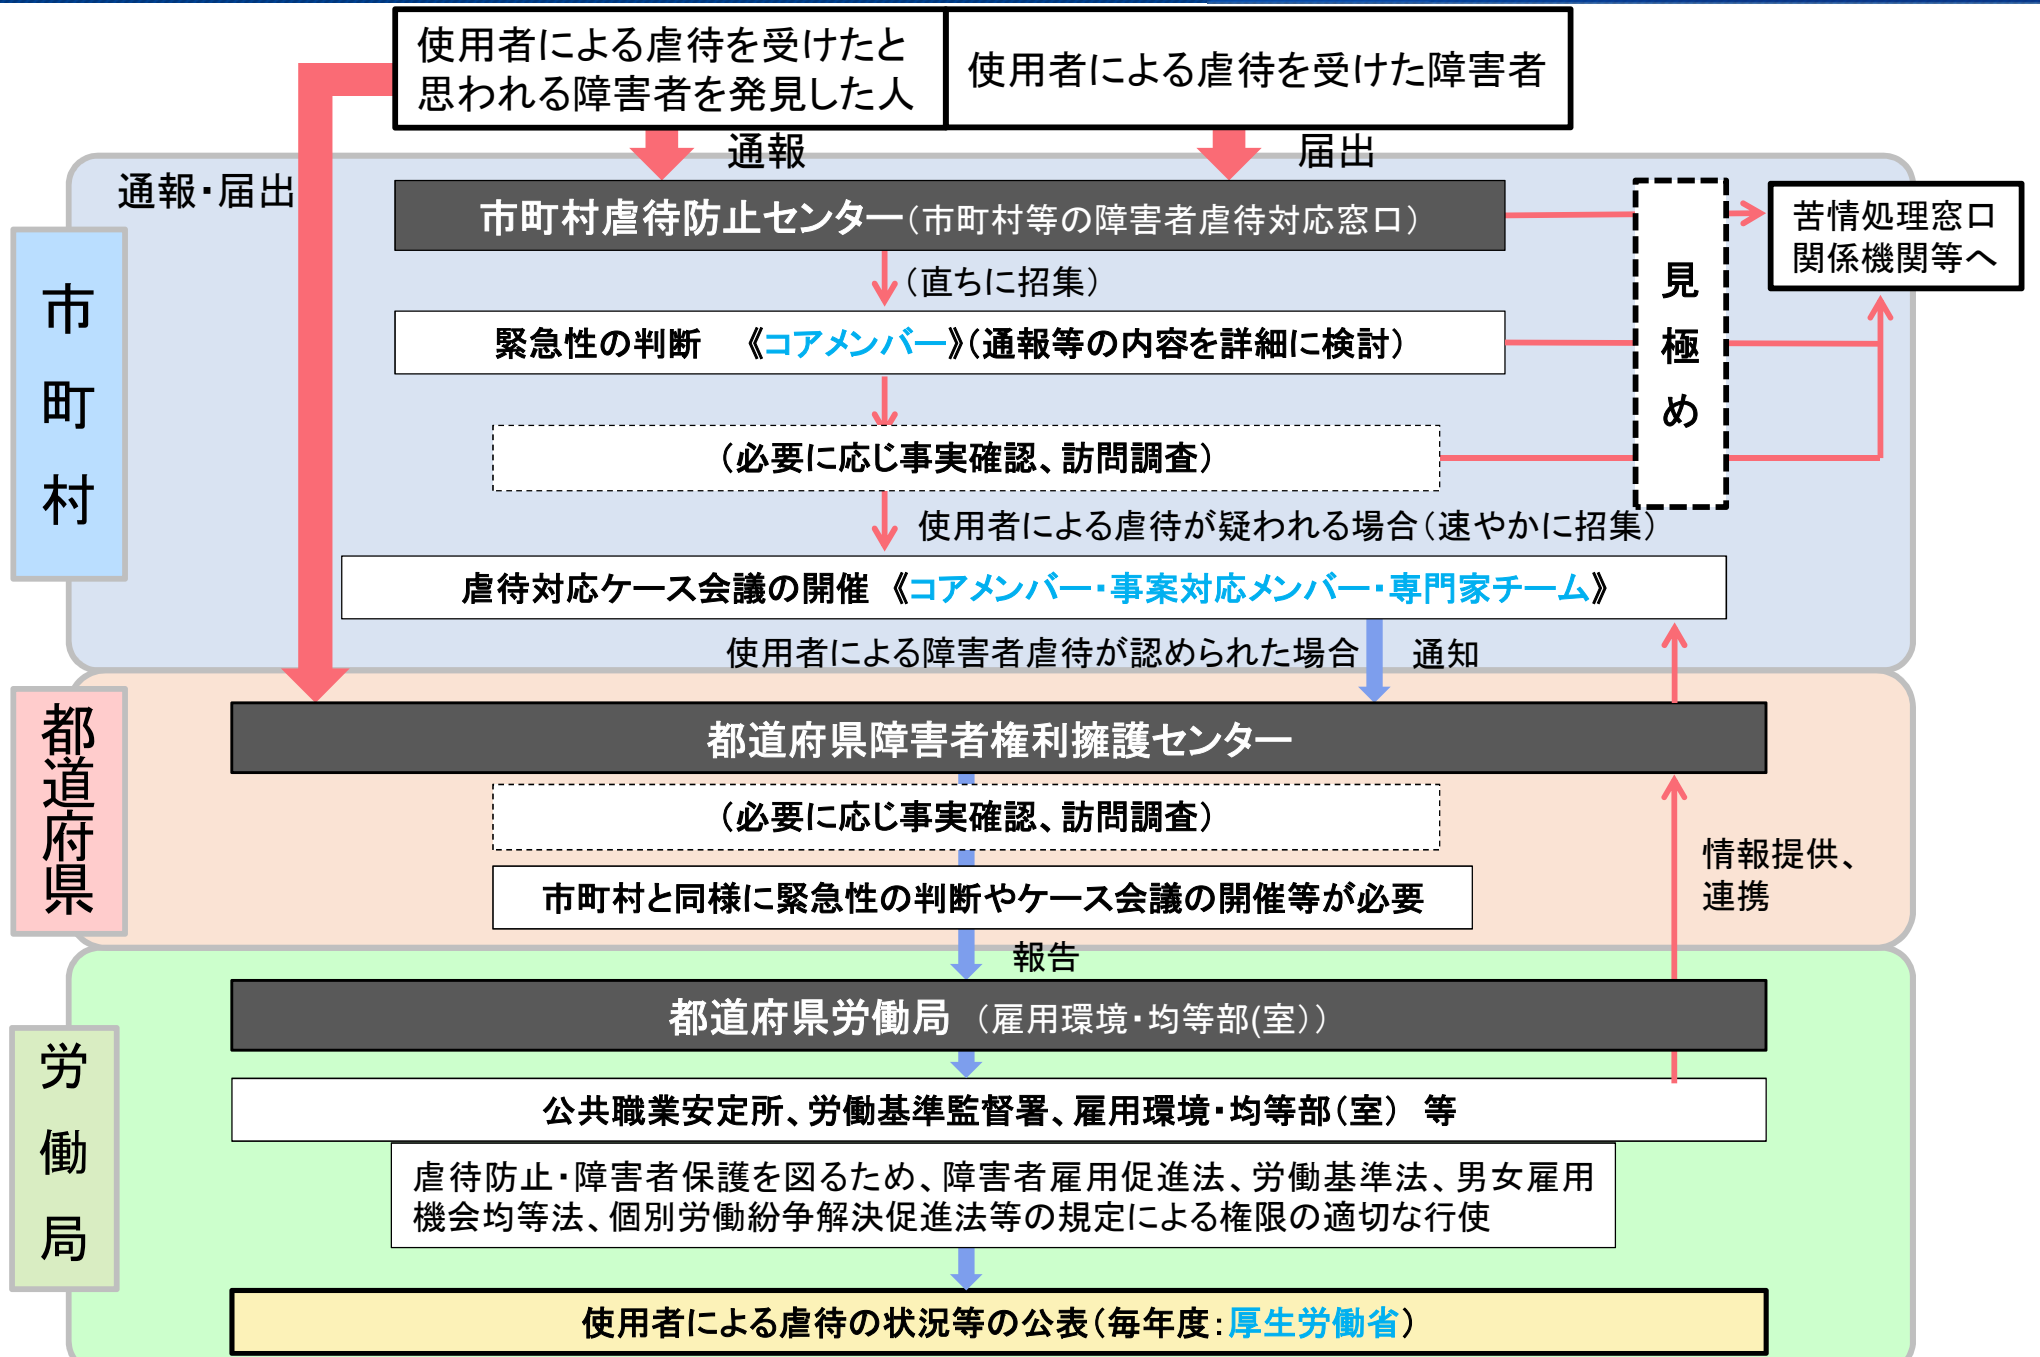 使用者による虐待を受けたと
思われる障害者を発見した人
使用者による虐待を受けた障害者
通報
届出
通報・届出
市町村虐待防止センター（市町村等の障害者虐待対応窓口）
苦情処理窓口
関係機関等へ
見極め
（直ちに招集）
市町村
緊急性の判断　《コアメンバー》（通報等の内容を詳細に検討）
（必要に応じ事実確認、訪問調査）
使用者による虐待が疑われる場合（速やかに招集）
虐待対応ケース会議の開催 《コアメンバー・事案対応メンバー・専門家チーム》
使用者による障害者虐待が認められた場合
通知
都道府県
都道府県障害者権利擁護センター
（必要に応じ事実確認、訪問調査）
市町村と同様に緊急性の判断やケース会議の開催等が必要
情報提供、
連携
報告
労働局
都道府県労働局 （雇用環境・均等部(室)）
公共職業安定所、労働基準監督署、雇用環境・均等部（室） 等
虐待防止・障害者保護を図るため、障害者雇用促進法、労働基準法、男女雇用
機会均等法、個別労働紛争解決促進法等の規定による権限の適切な行使
使用者による虐待の状況等の公表（毎年度：厚生労働省）